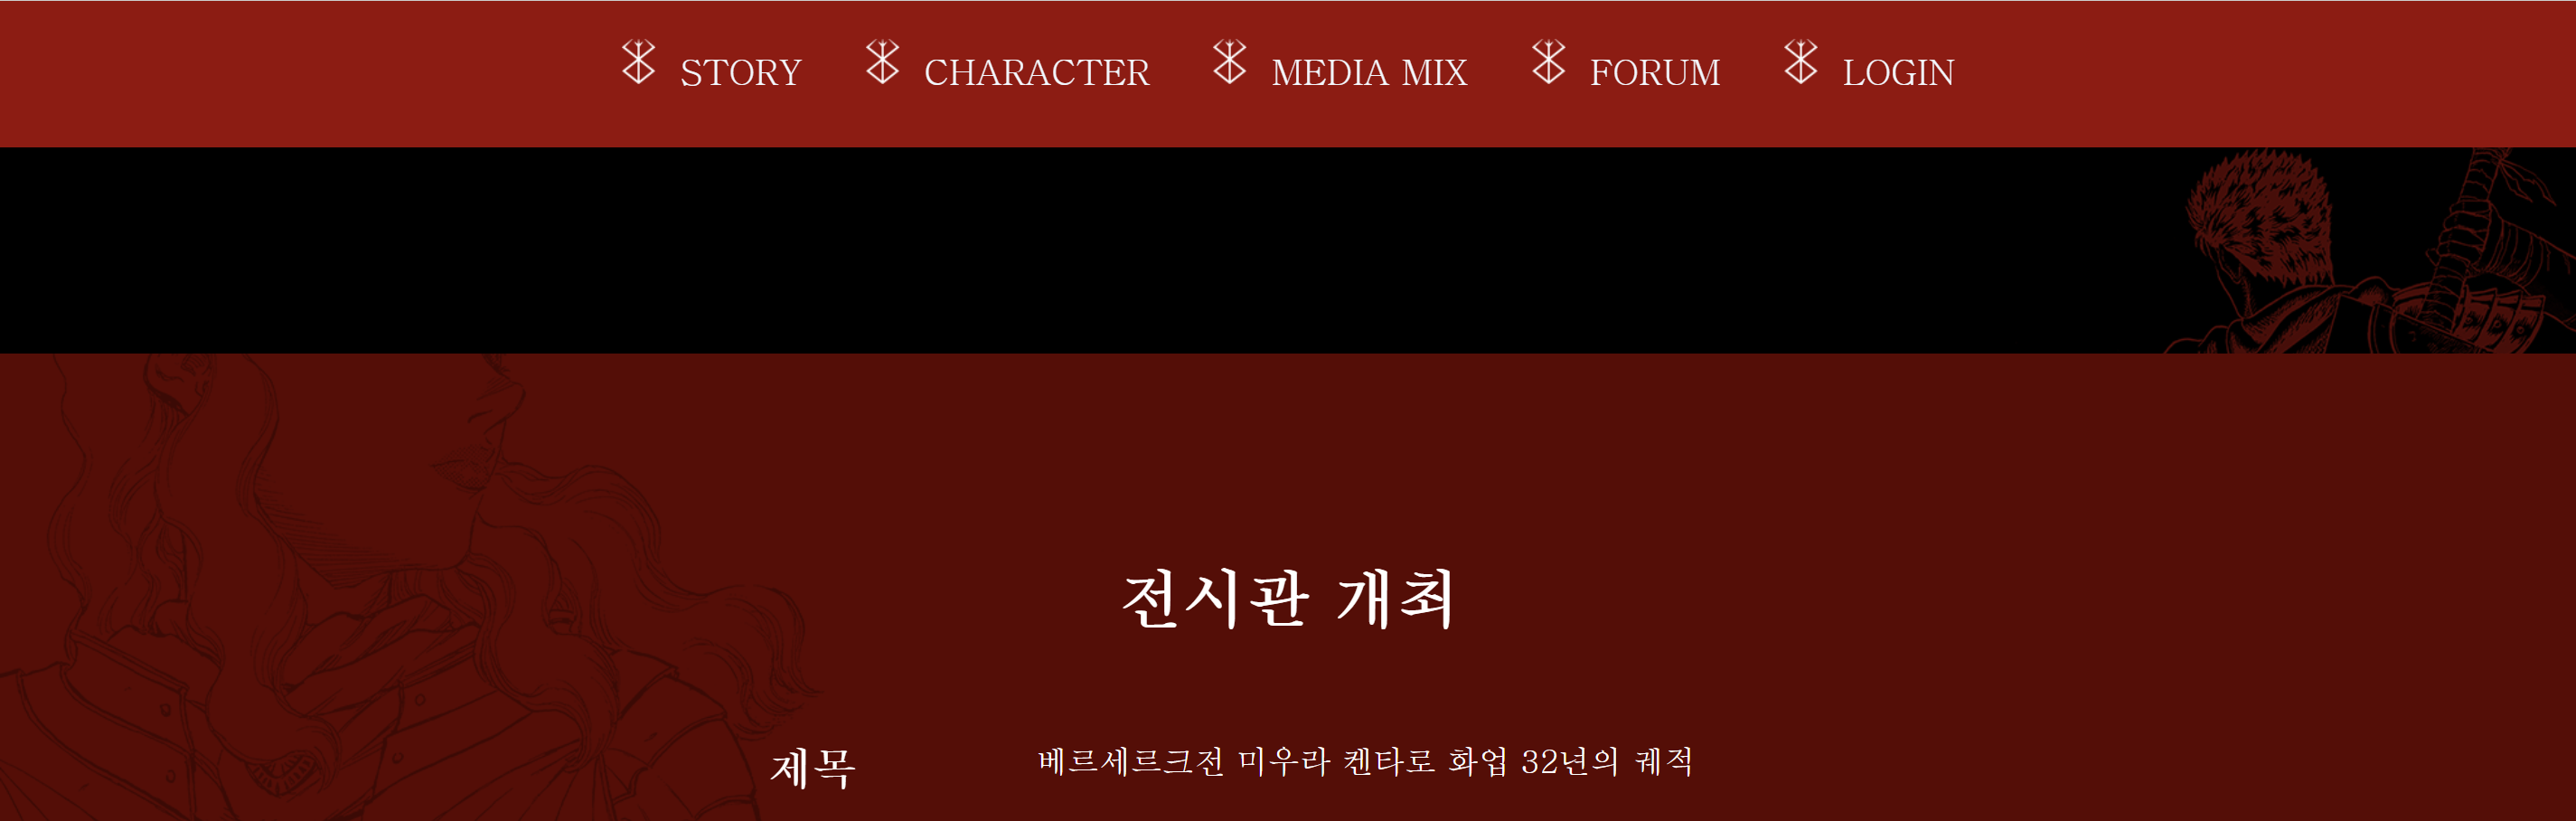 STORY CHARACTER MEDIA MIX FORUM LOGIN
전시관 개최
제목 베르세르크전 미우라 켄타로 화업 32년의 궤적